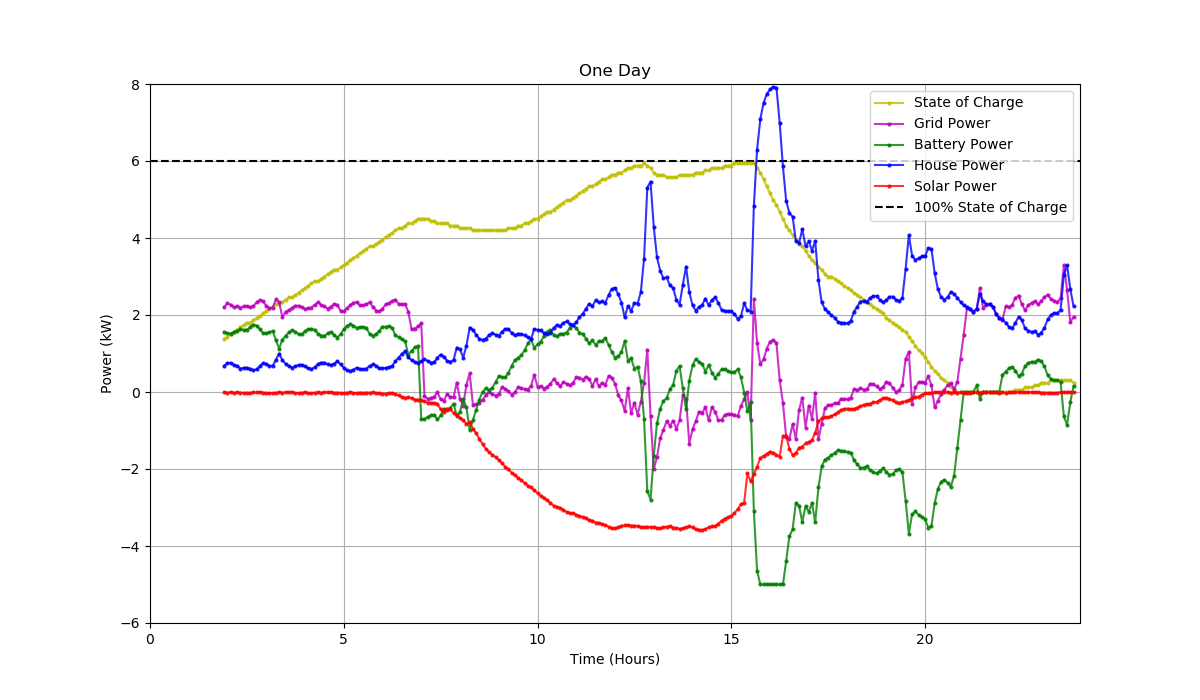 One Day
8
6
4
2
0
−2
−4
−6
Power (kW)
0
5
10
15
20
Time (Hours)
State of Charge
Grid Power
Battery Power
House Power
Solar Power
100% State of Charge